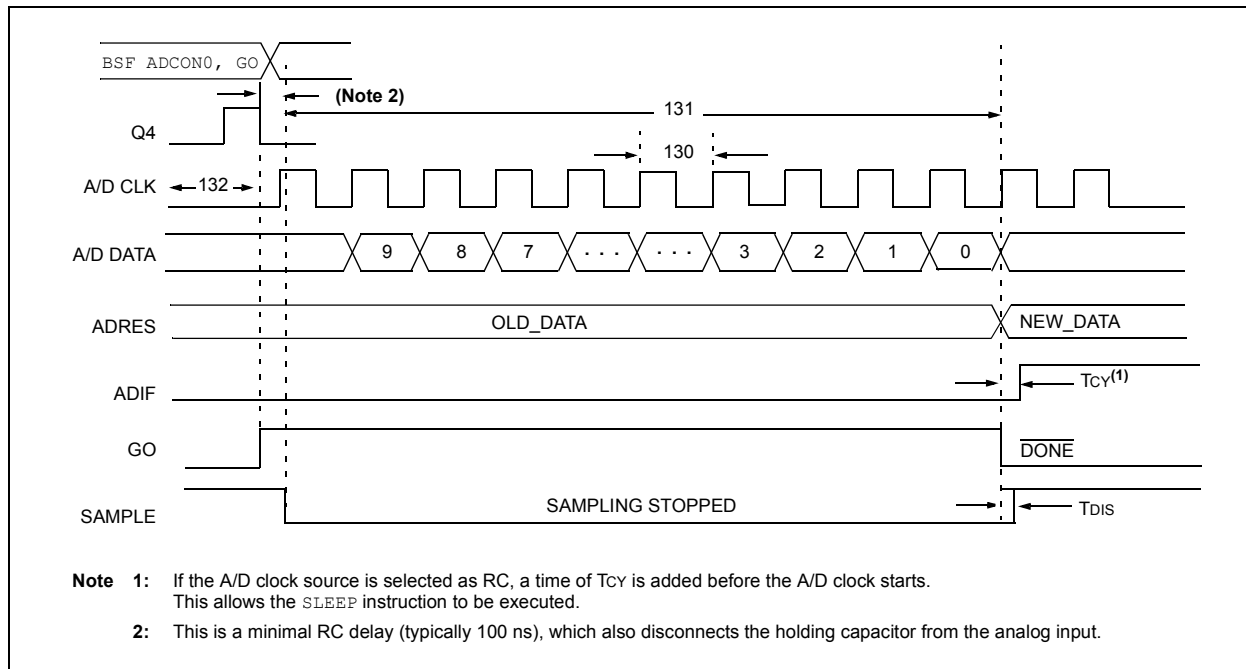 BSF ADCON0, GO
(Note 2)
131
Q4
130
A/D CLK
132
A/D DATA
9 8 7 . . . . . . 3 2 1 0
ADRES
OLD_DATA
NEW_DATA
ADIF
TCY(1)
GO
DONE
SAMPLE
SAMPLING STOPPED
TDIS
Note 1: If the A/D clock source is selected as RC, a time of TCY is added before the A/D clock starts.
This allows the SLEEP instruction to be executed.
2: This is a minimal RC delay (typically 100 ns), which also disconnects the holding capacitor from the analog input.